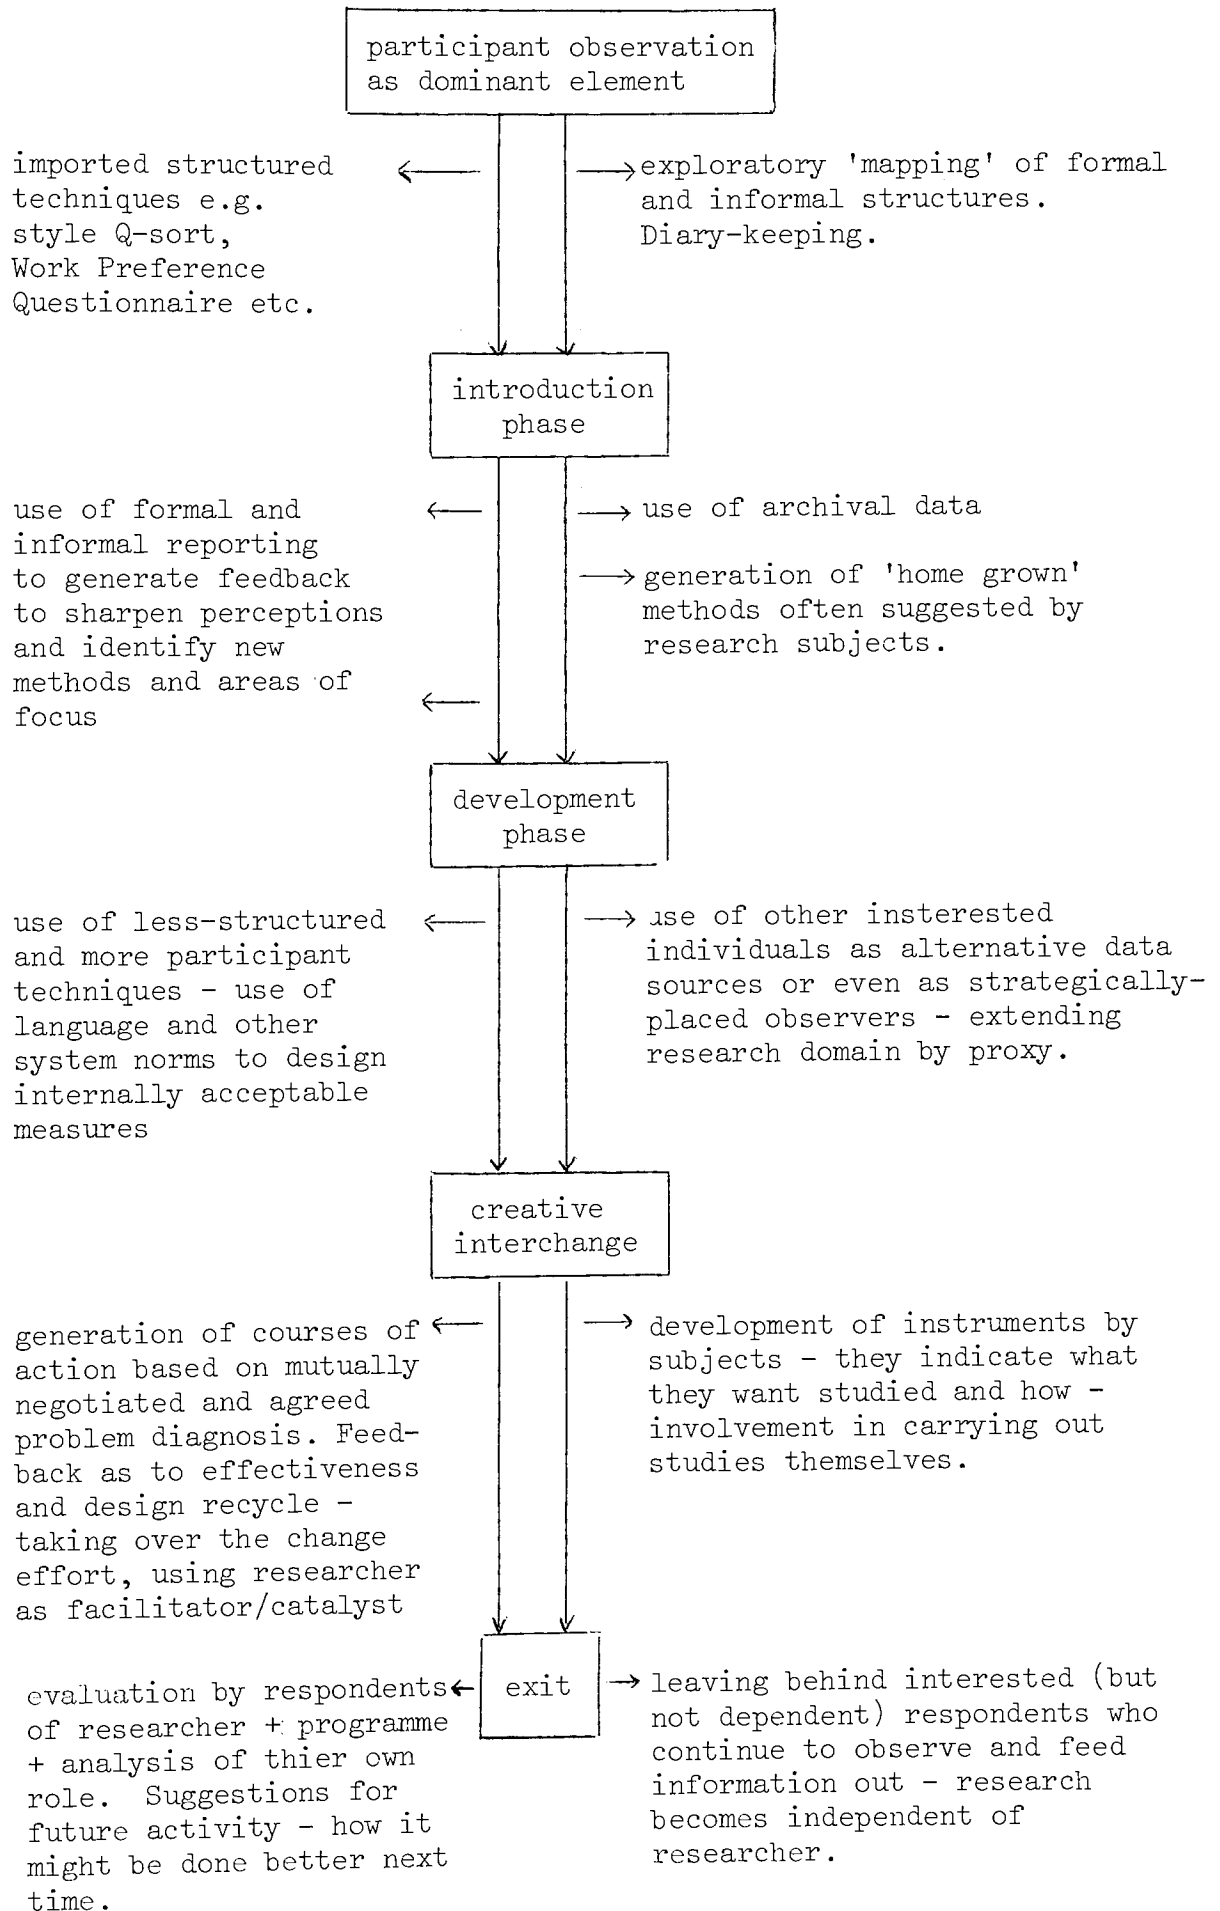 participant observation
as dominant element
imported structured
techniques e.g.
style Q-sort,
Work Preference
Questionnaire etc.
exploratory 'mapping' of formal
and informal structures.
Diary-keeping.
introduction
phase
use of formal and
informal reporting
to generate feedback
to sharpen perceptions
and identify new
methods and areas of
focus
use of archival data
generation of 'home grown'
methods often suggested by
research subjects.
development
phase
use of less-structured
and more participant
techniques - use of
language and other
system norms to design
internally acceptable
measures
use of other insterested
individuals as alternative data
sources or even as strategically-
placed observers - extending
research domain by proxy.
creative
interchange
generation of courses of
action based on mutually
negotiated and agreed
problem diagnosis. Feed-
back as to effectiveness
and design recycle -
taking over the change
effort, using researcher
as facilitator/catalyst
development of instruments by
subjects - they indicate what
they want studied and how -
involvement in carrying out
studies themselves.
exit
evaluation by respondents
of researcher + programme
+ analysis of thier own
role. Suggestions for
future activity - how it
might be done better next
time.
leaving behind interested (but
not dependent) respondents who
continue to observe and feed
information out - research
becomes independent of
researcher.